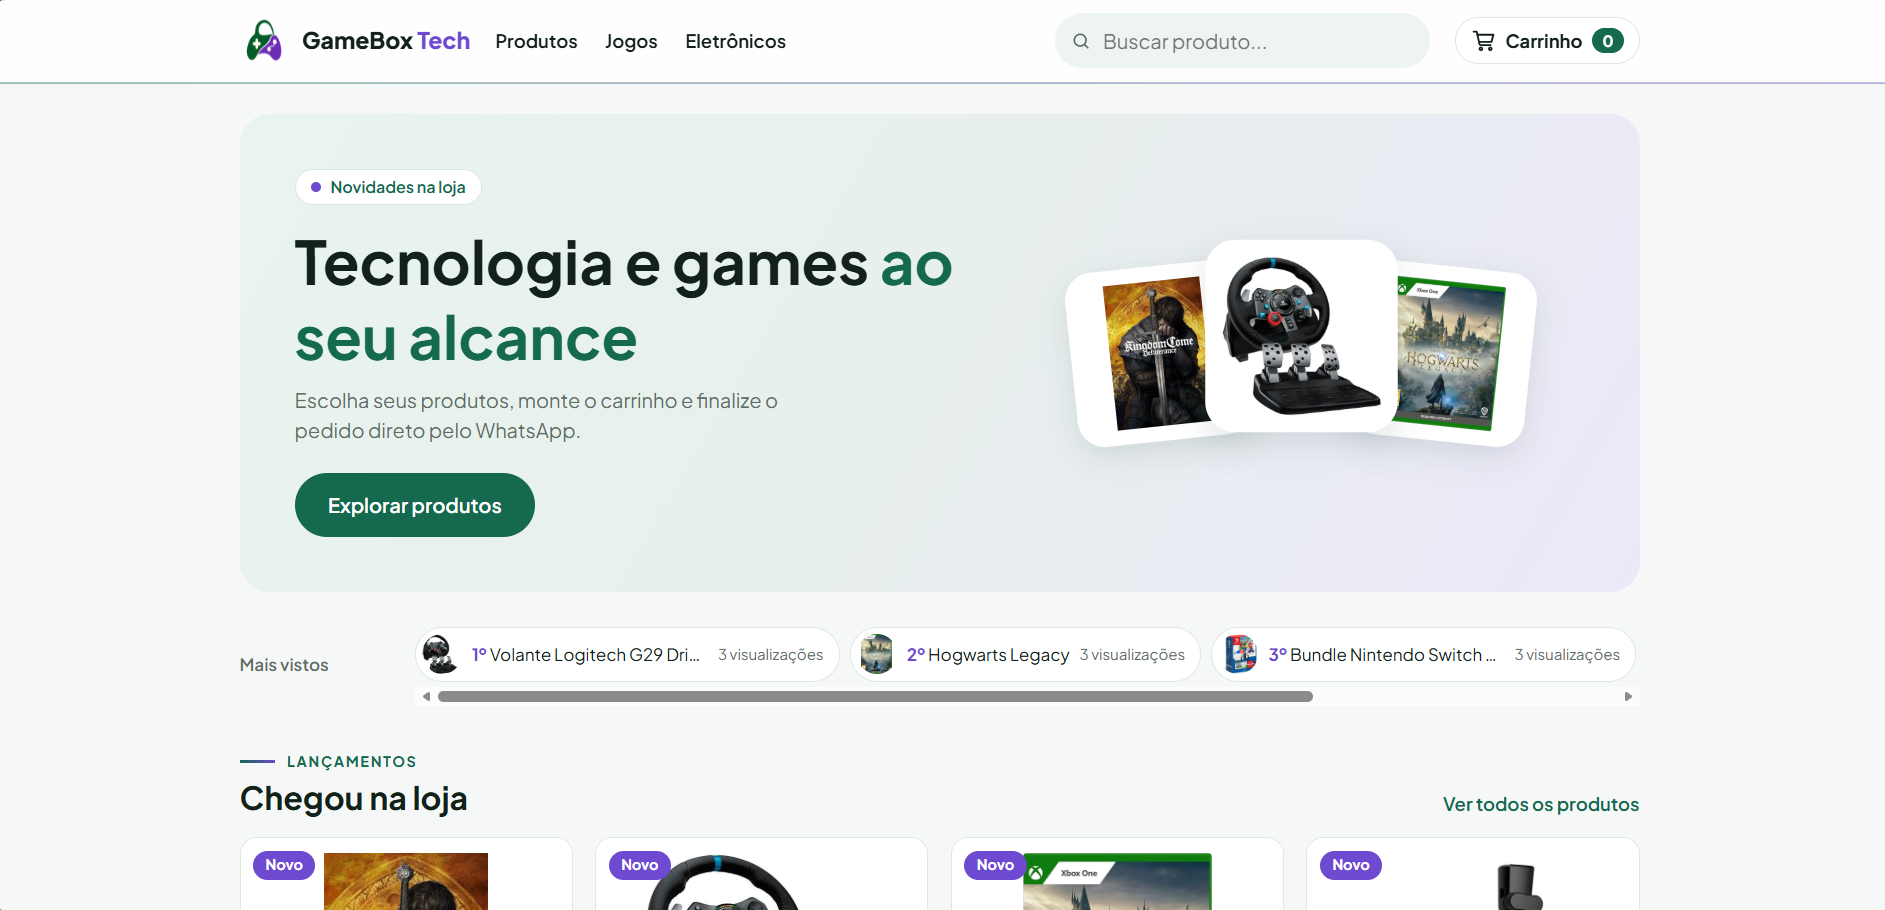 GameBox Tech
Produtos
Jogos
Eletrônicos
Buscar produto...
Carrinho
0
Novidades na loja
Tecnologia e games ao
seu alcance
Escolha seus produtos, monte o carrinho e finalize o
pedido direto pelo WhatsApp.
Explorar produtos
Kingdom Come
Deliverance
Xbox One
HOGWARTS
LEGACY
Mais vistos
1º Volante Logitech G29 Dri...
3 visualizações
2º Hogwarts Legacy
3 visualizações
3º Bundle Nintendo Switch ...
3 visualizações
LANÇAMENTOS
Chegou na loja
Ver todos os produtos
Novo
Novo
Novo
Xbox One
Novo